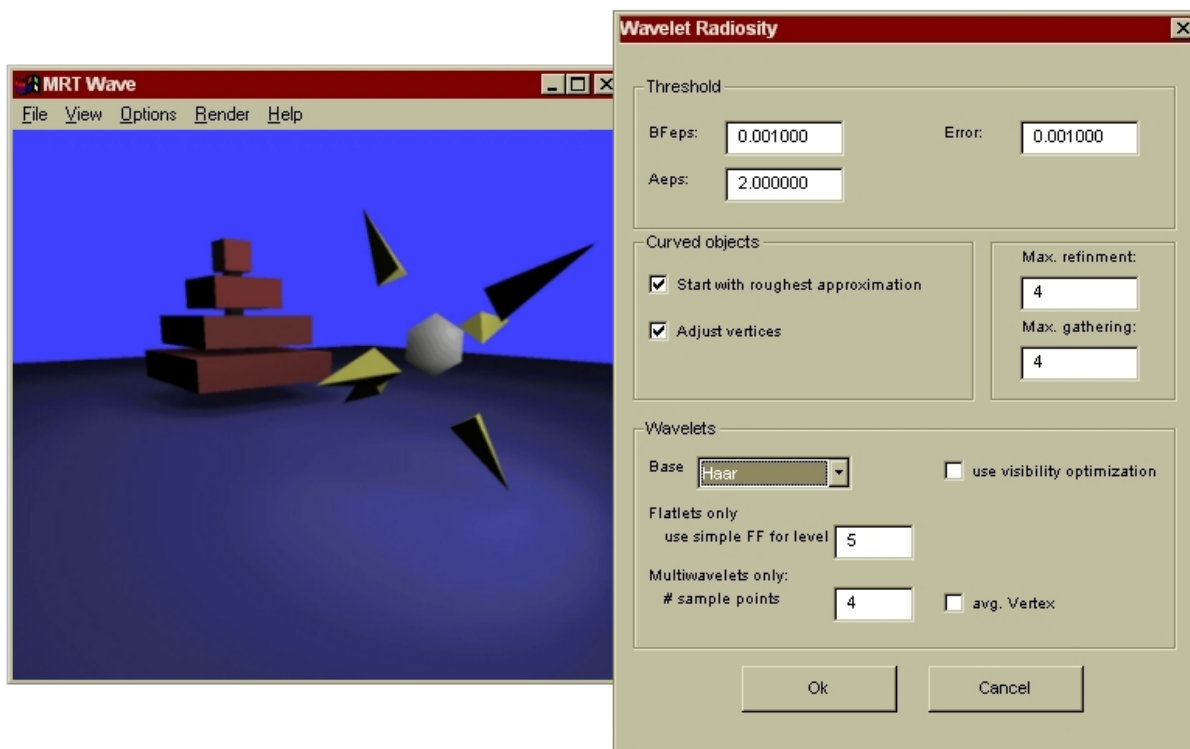 MRT Wave
File View Options Render Help
Wavelet Radiosity
Threshold
BFeps: 0.001000 Error: 0.001000
Aeps: 2.000000
Curved objects
Start with roughest approximation
Adjust vertices
Max. refinment:
4
Max. gathering:
4
Wavelets
Base Haar use visibility optimization
Flatlets only
use simple FF for level 5
Multiwavelets only:
# sample points 4 avg. Vertex
Ok Cancel